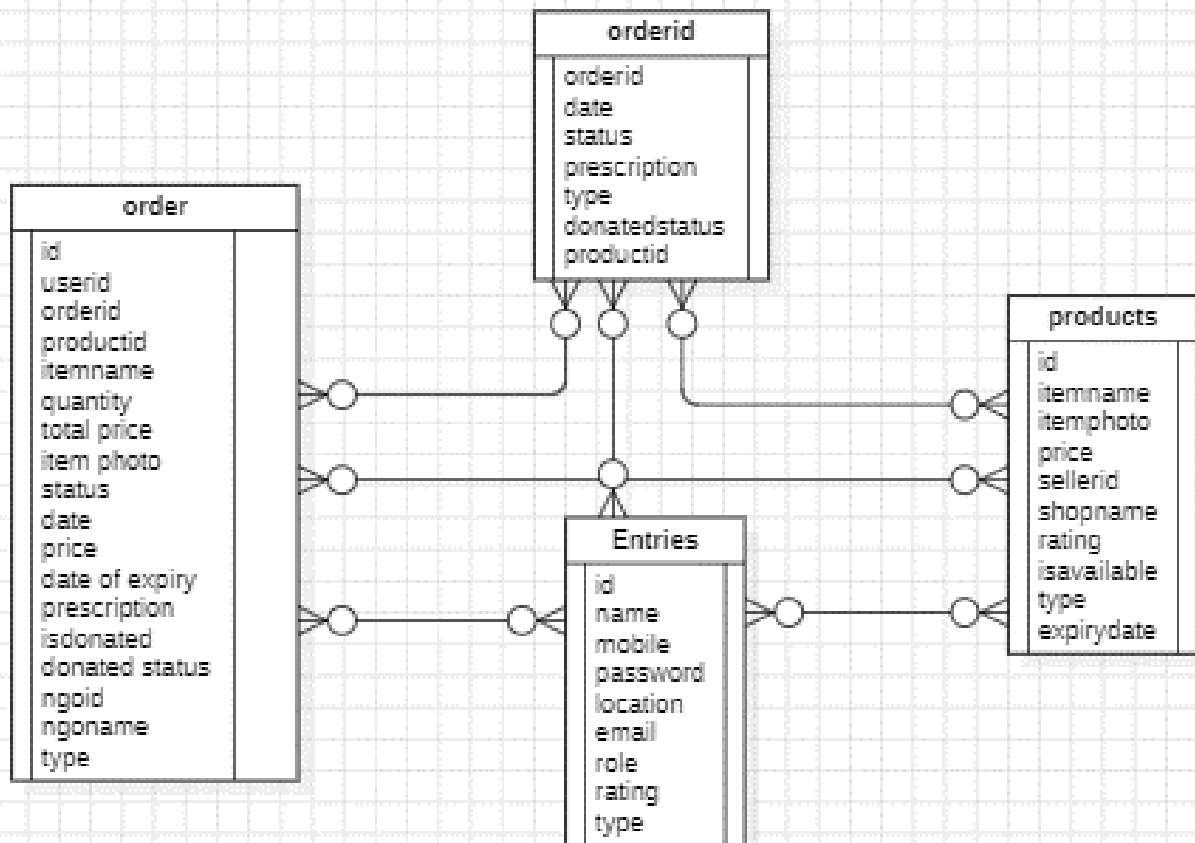 orderid
orderid
date
status
prescription
type
donatedstatus
productid
order
id
userid
orderid
productid
itemname
quantity
total price
item photo
status
date
price
date of expiry
prescription
isdonated
donated status
ngoid
ngoname
type
products
id
itemname
itemphoto
price
sellerid
shopname
rating
isavailable
type
expirydate
Entries
id
name
mobile
password
location
email
role
rating
type